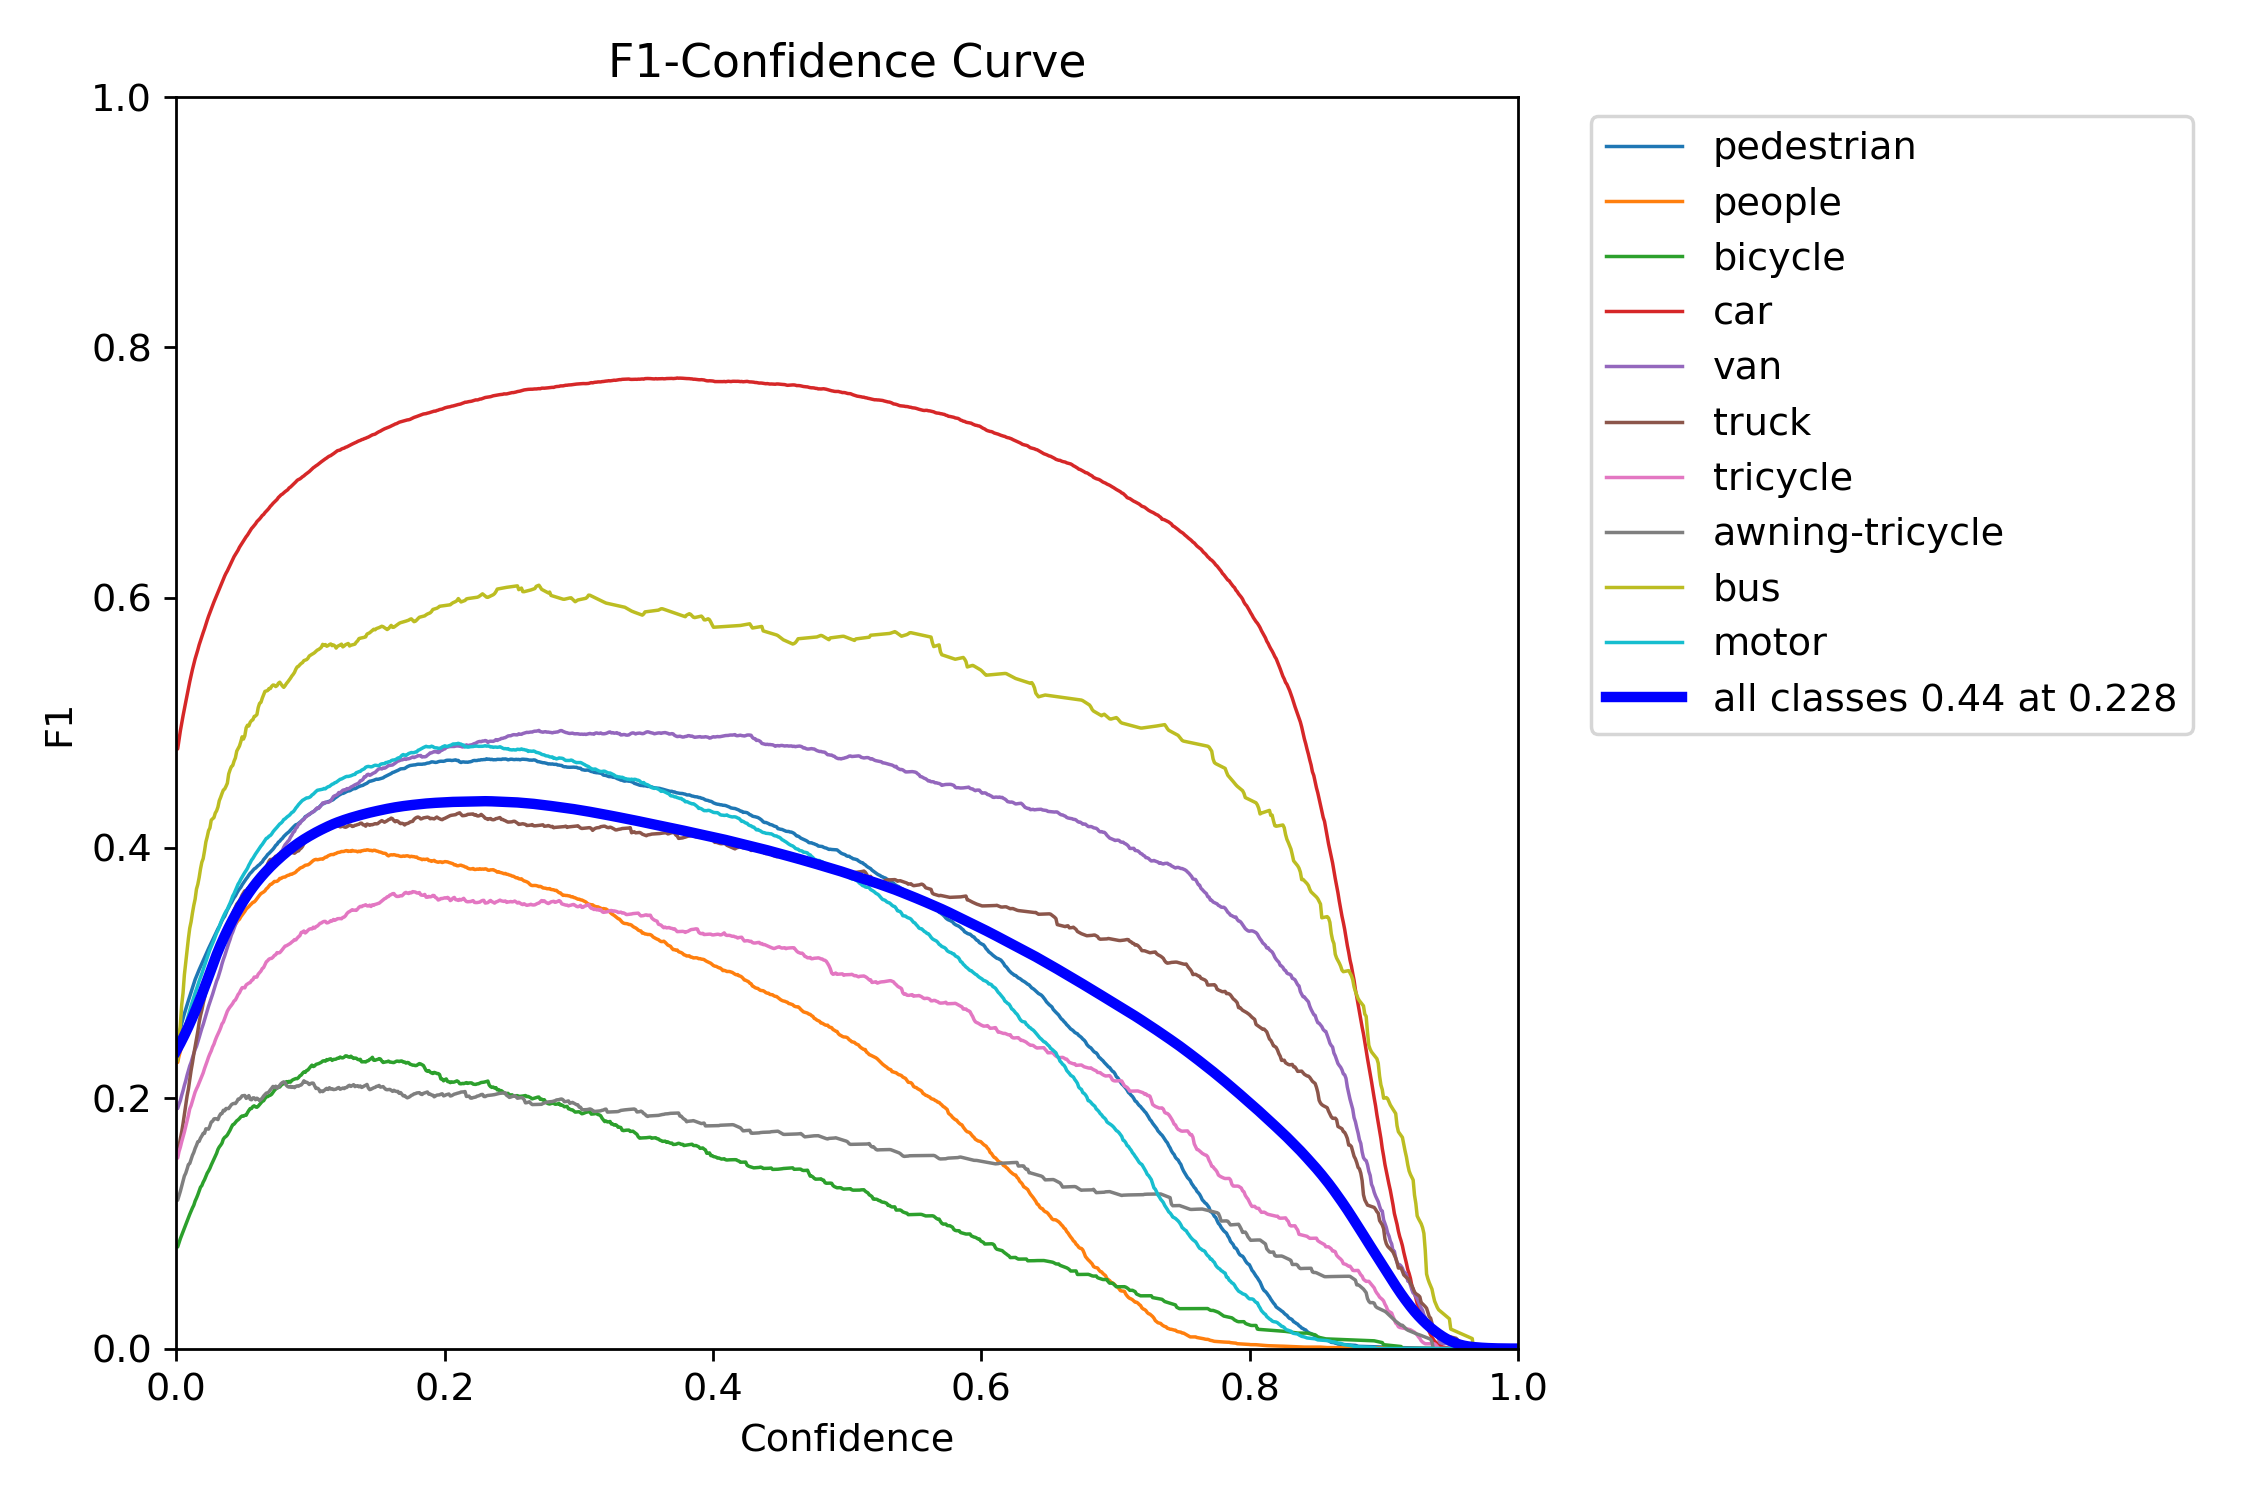 F1-Confidence Curve
1.0
0.8
0.6
0.4
0.2
0.0
F1
0.0 0.2 0.4 0.6 0.8 1.0
Confidence
pedestrian
people
bicycle
car
van
truck
tricycle
awning-tricycle
bus
motor
all classes 0.44 at 0.228